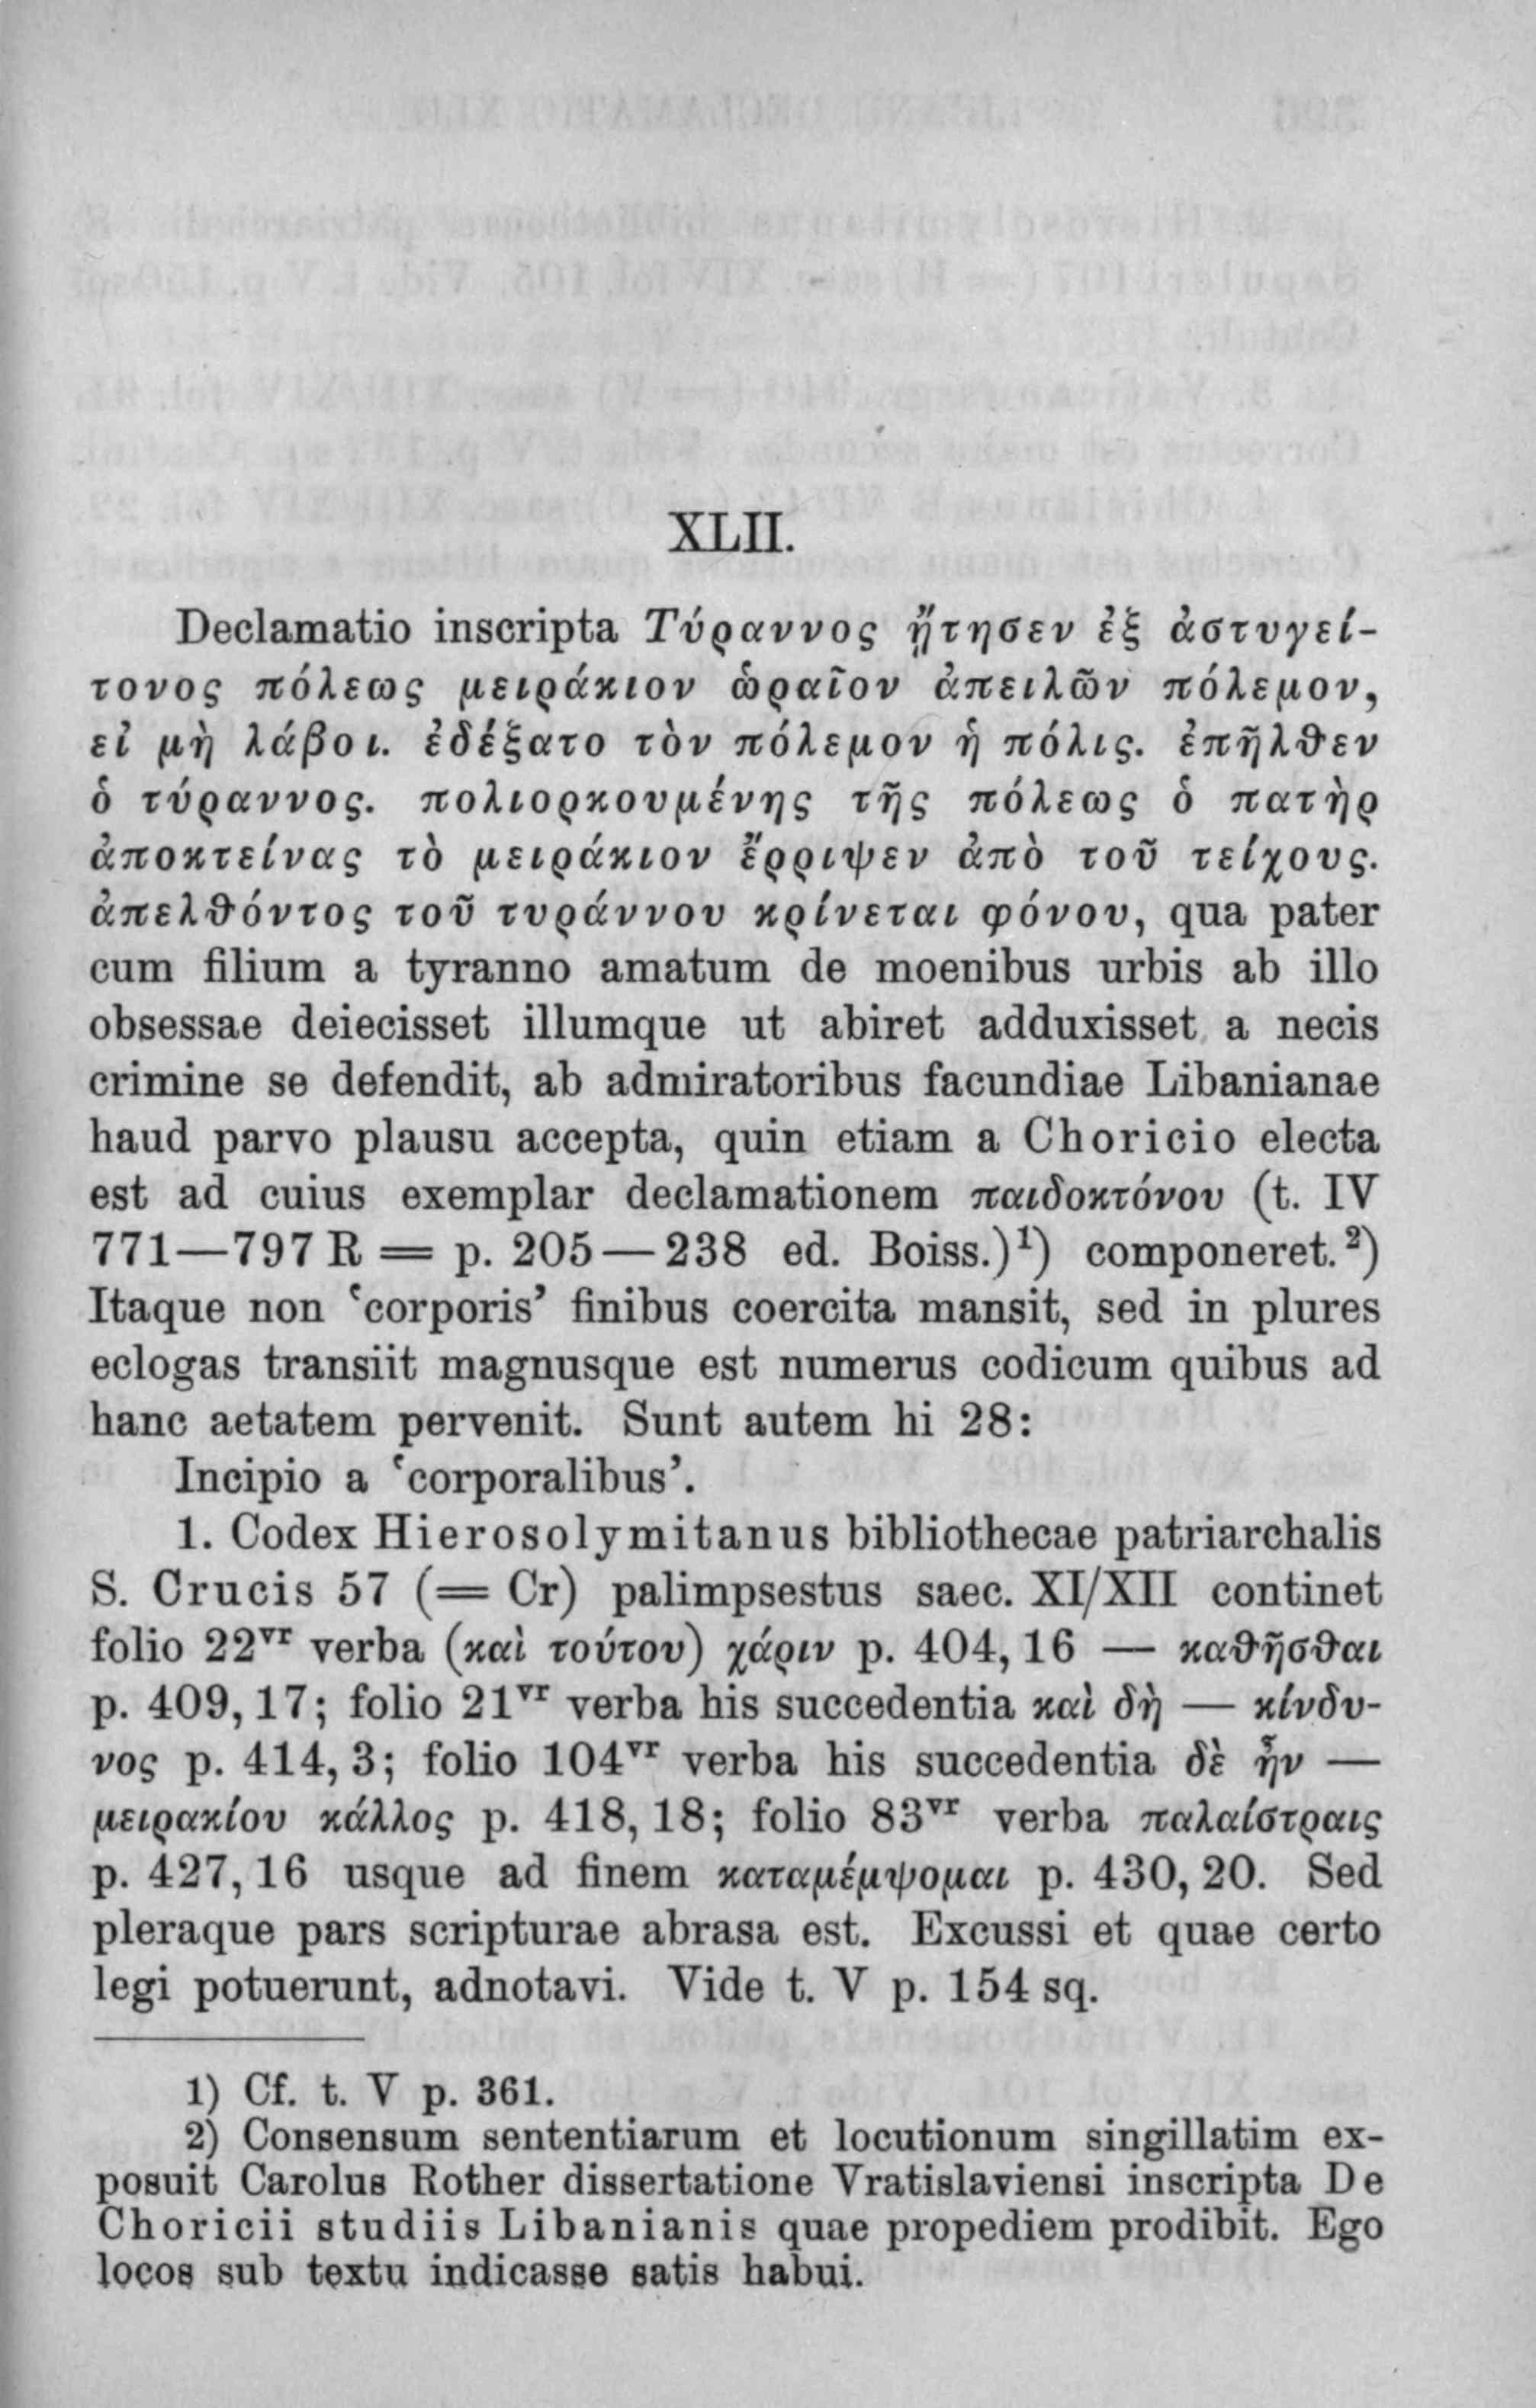 XLII.
Declamatio inscripta Τύραννος ᾔτησεν ἐξ ἀστυγεί-
τονος πόλεως μειράκιον ὡραῖον ἀπειλῶν πόλεμον,
εἰ μὴ λάβοι. ἐδέξατο τὸν πόλεμον ἡ πόλις. ἐπῆλθεν
ὁ τύραννος. πολιορκουμένης τῆς πόλεως ὁ πατὴρ
ἀποκτείνας τὸ μειράκιον ἔρριψεν ἀπὸ τοῦ τείχους.
ἀπελθόντος τοῦ τυράννου κρίνεται φόνου, qua pater
cum filium a tyranno amatum de moenibus urbis ab illo
obsessae deiecisset illumque ut abiret adduxisset a necis
crimine se defendit, ab admiratoribus facundiae Libanianae
haud parvo plausu accepta, quin etiam a Choricio electa
est ad cuius exemplar declamationem παιδοκτόνου (t. IV
771—797 R = p. 205—238 ed. Boiss.)¹) componeret.²)
Itaque non ‘corporis’ finibus coercita mansit, sed in plures
eclogas transiit magnusque est numerus codicum quibus ad
hanc aetatem pervenit. Sunt autem hi 28:
Incipio a ‘corporalibus’.
1. Codex Hierosolymitanus bibliothecae patriarchalis
S. Crucis 57 (= Cr) palimpsestus saec. XI/XII continet
folio 22ᵛʳ verba (καὶ τούτου) χάριν p. 404, 16 — καθῆσθαι
p. 409, 17; folio 21ᵛʳ verba his succedentia καὶ δὴ — κίνδυ-
νος p. 414, 3; folio 104ᵛʳ verba his succedentia δὲ ἦν —
μειρακίου κάλλος p. 418, 18; folio 83ᵛʳ verba παλαίστραις
p. 427, 16 usque ad finem καταμέμψομαι p. 430, 20. Sed
pleraque pars scripturae abrasa est. Excussi et quae certo
legi potuerunt, adnotavi. Vide t. V p. 154 sq.
1) Cf. t. V p. 361.
2) Consensum sententiarum et locutionum singillatim ex-
posuit Carolus Rother dissertatione Vratislaviensi inscripta De
Choricii studiis Libanianis quae propediem prodibit. Ego
locos sub textu indicasse satis habui.